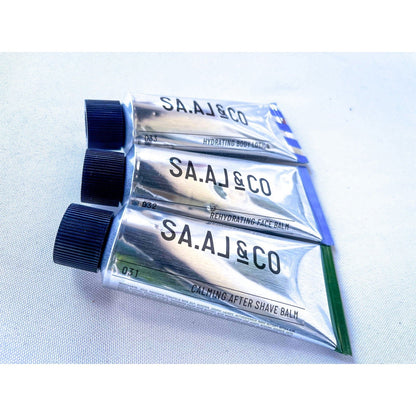 SA.AL&CO
063
HYDRATING BODY LOTION
SA.AL&CO
032
REHYDRATING FACE BALM
SA.AL&CO
031
CALMING AFTER SHAVE BALM